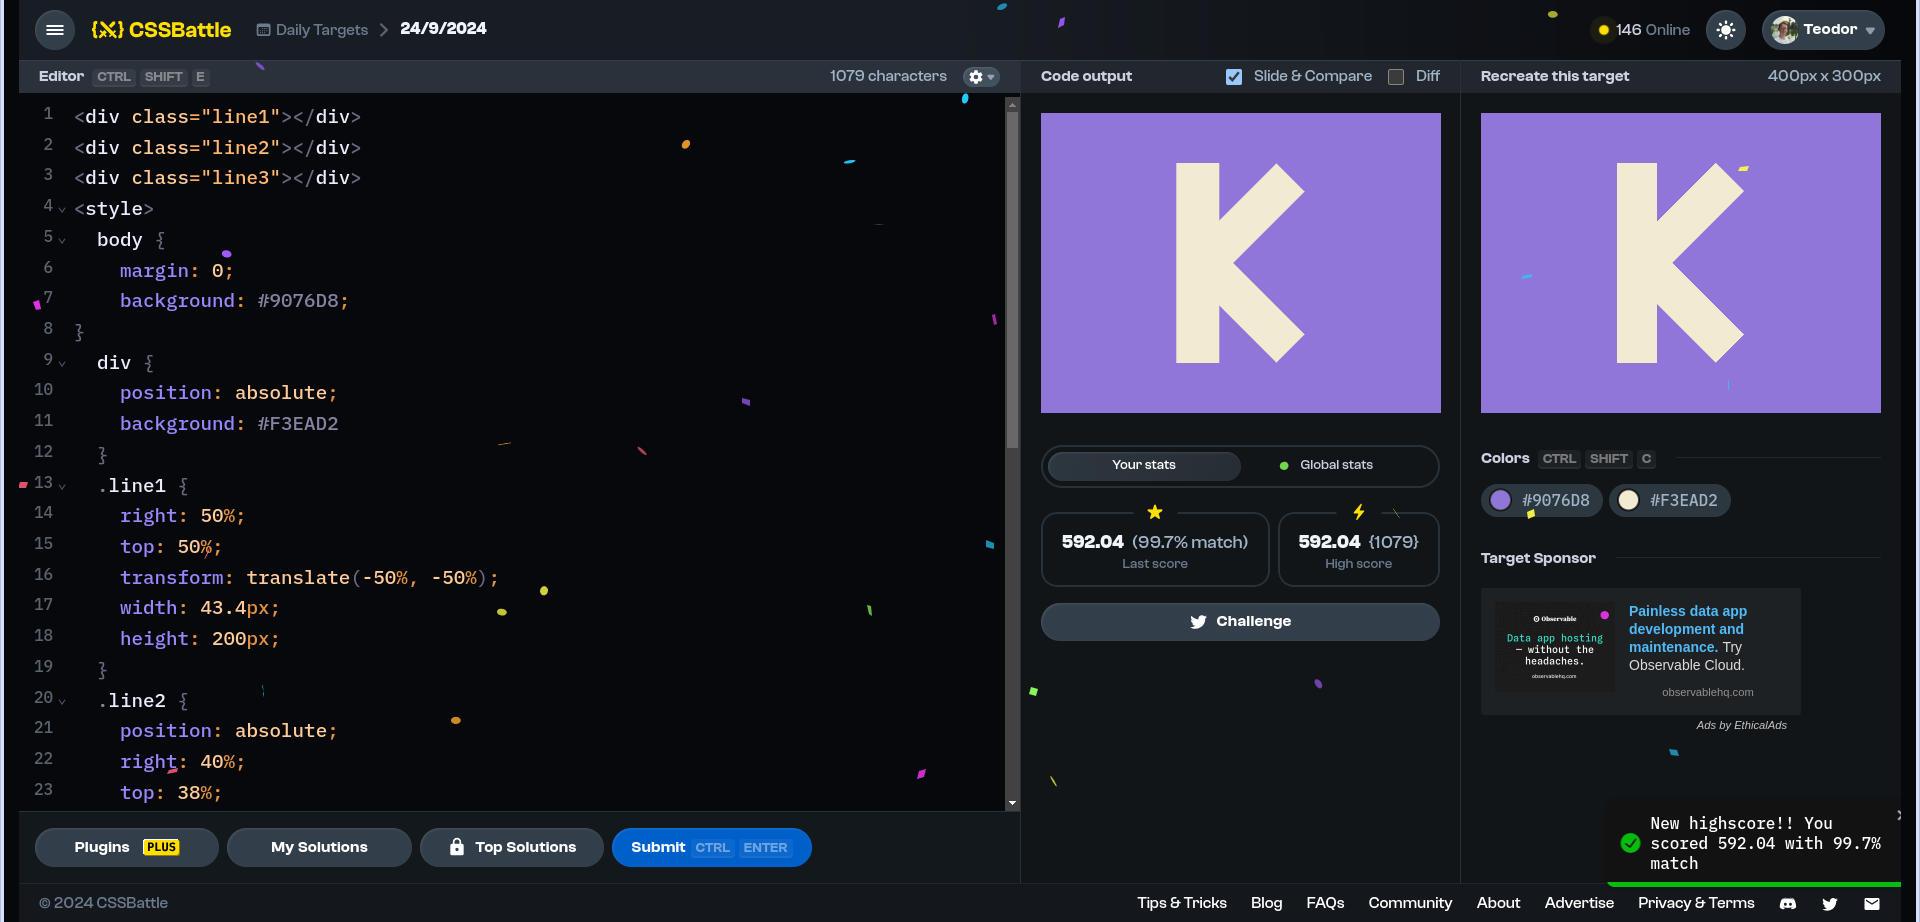 CSSBattle
Daily Targets
24/9/2024
146 Online
Teodor
Editor CTRL SHIFT E
1079 characters
Code output
Slide & Compare
Diff
Recreate this target
400px x 300px
1 <div class="line1"></div>
2 <div class="line2"></div>
3 <div class="line3"></div>
4 <style>
5 body {
6 margin: 0;
7 background: #9076D8;
8 }
9 div {
10 position: absolute;
11 background: #F3EAD2
12 }
13 .line1 {
14 right: 50%;
15 top: 50%;
16 transform: translate(-50%, -50%);
17 width: 43.4px;
18 height: 200px;
19 }
20 .line2 {
21 position: absolute;
22 right: 40%;
23 top: 38%;
Your stats
Global stats
592.04 (99.7% match)
Last score
592.04 {1079}
High score
Challenge
Colors CTRL SHIFT C
#9076D8
#F3EAD2
Target Sponsor
Observable
Data app hosting
— without the
headaches.
observablehq.com
Painless data app
development and
maintenance. Try
Observable Cloud.
observablehq.com
Ads by EthicalAds
Plugins PLUS
My Solutions
Top Solutions
Submit CTRL ENTER
New highscore!! You
scored 592.04 with 99.7%
match
© 2024 CSSBattle
Tips & Tricks
Blog
FAQs
Community
About
Advertise
Privacy & Terms